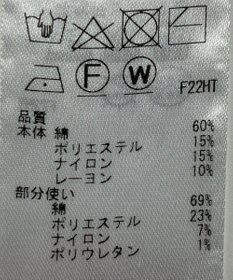 F W
F22HT
品質
本体 綿 60%
ポリエステル 15%
ナイロン 15%
レーヨン 10%
部分使い
綿 69%
ポリエステル 23%
ナイロン 7%
ポリウレタン 1%